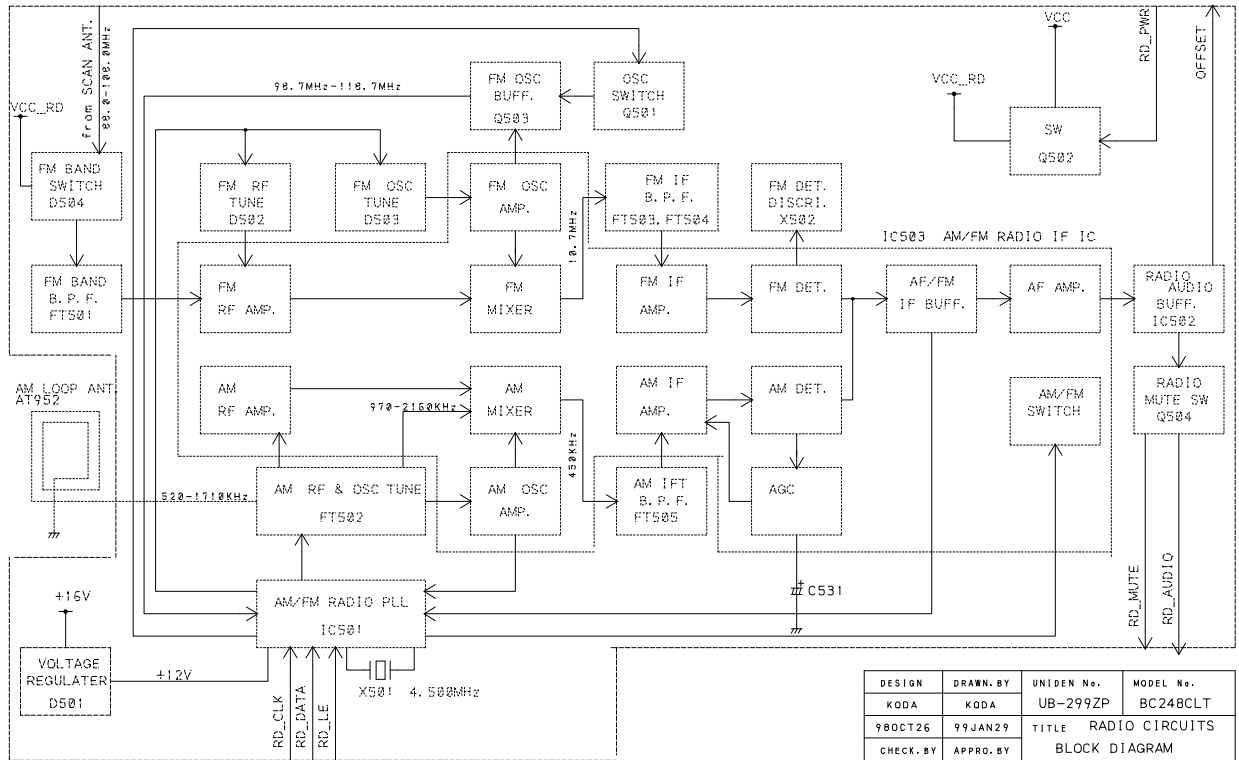 from SCAN ANT.
88.0-108.0MHz
VCC_RD
98.7MHz-118.7MHz
FM OSC
BUFF.
Q503
OSC
SWITCH
Q501
VCC
VCC_RD
RD_PWR
OFFSET
SW
Q502
FM BAND
SWITCH
D504
FM RF
TUNE
D502
FM OSC
TUNE
D503
FM OSC
AMP.
10.7MHz
FM IF
B.P.F.
FT503,FT504
FM DET.
DISCRI.
X502
IC503 AM/FM RADIO IF IC
FM BAND
B.P.F.
FT501
FM
RF AMP.
FM
MIXER
FM IF
AMP.
FM DET.
AF/FM
IF BUFF.
AF AMP.
RADIO
AUDIO
BUFF.
IC502
AM LOOP ANT
AT952
AM
RF AMP.
970-2160KHz
AM
MIXER
450KHz
AM IF
AMP.
AM DET.
AM/FM
SWITCH
RADIO
MUTE SW
Q504
520-1710KHz
AM RF & OSC TUNE
FT502
AM OSC
AMP.
AM IFT
B.P.F.
FT505
AGC
+
C531
RD_MUTE
RD_AUDIO
AM/FM RADIO PLL
IC501
+16V
VOLTAGE
REGULATER
D501
+12V
X501 4.500MHz
RD_CLK
RD_DATA
RD_LE
DESIGN DRAWN.BY UNIDEN No. MODEL No.
KODA KODA UB-299ZP BC248CLT
98OCT26 99JAN29 TITLE RADIO CIRCUITS
CHECK.BY APPRO.BY BLOCK DIAGRAM